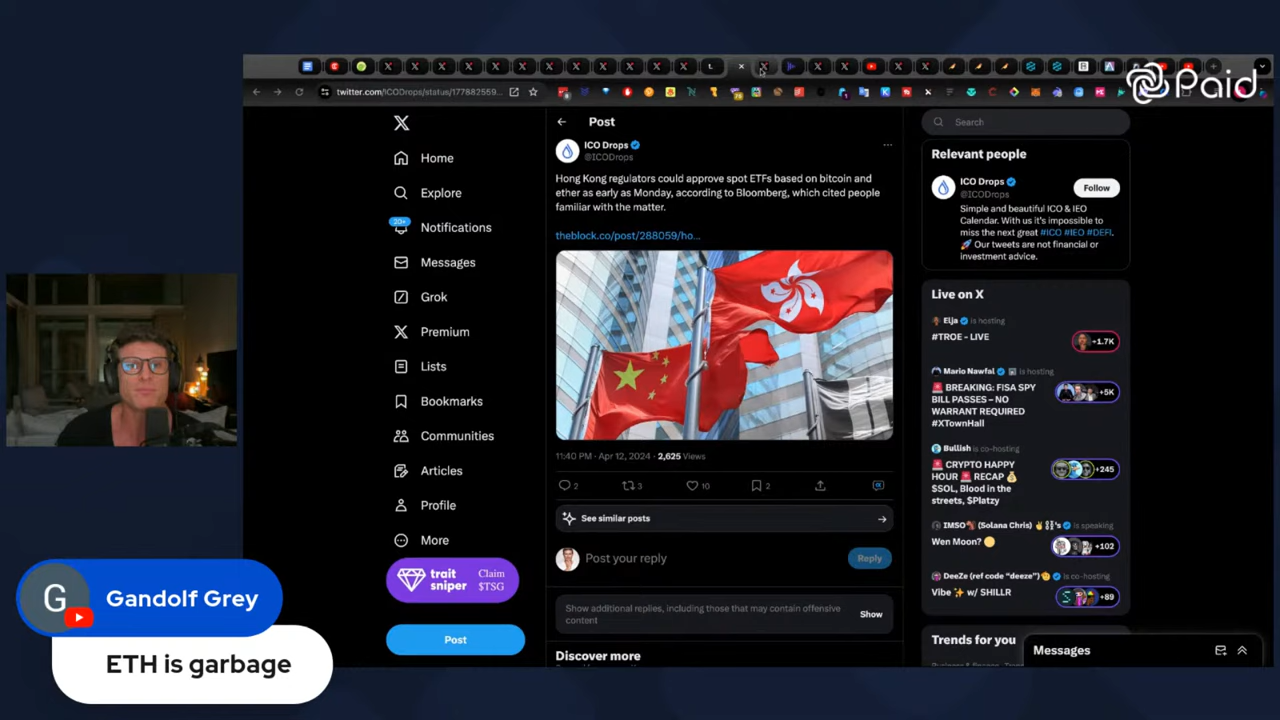 Paid
twitter.com/ICODrops/status/177882559...
Home
Explore
20+
Notifications
Messages
Grok
Premium
Lists
Bookmarks
Communities
Articles
Profile
More
trait
sniper
Claim
$TSG
Post
Post
ICO Drops
@ICODrops
Hong Kong regulators could approve spot ETFs based on bitcoin and
ether as early as Monday, according to Bloomberg, which cited people
familiar with the matter.
theblock.co/post/288059/ho...
11:40 PM · Apr 12, 2024 · 2,625 Views
2
3
10
2
See similar posts
Post your reply
Reply
Show additional replies, including those that may contain offensive
content
Show
Discover more
Search
Relevant people
ICO Drops
@ICODrops
Follow
Simple and beautiful ICO & IEO
Calendar. With us it's impossible to
miss the next great #ICO #IEO #DEFI.
🚀 Our tweets are not financial or
investment advice.
Live on X
Elja is hosting
#TROE - LIVE
+1.7K
Mario Nawfal is hosting
🚨 BREAKING: FISA SPY
BILL PASSES – NO
WARRANT REQUIRED
#XTownHall
+5K
Bullish is co-hosting
🚨 CRYPTO HAPPY
HOUR 🚨 RECAP 💰
$SOL, Blood in the
streets, $Platzy
+245
IMSO (Solana Chris) 's is speaking
Wen Moon? 🌕
+102
DeeZe (ref code "deeze") is co-hosting
Vibe ✨ w/ SHILLR
+89
Trends for you
Messages
G
Gandolf Grey
ETH is garbage